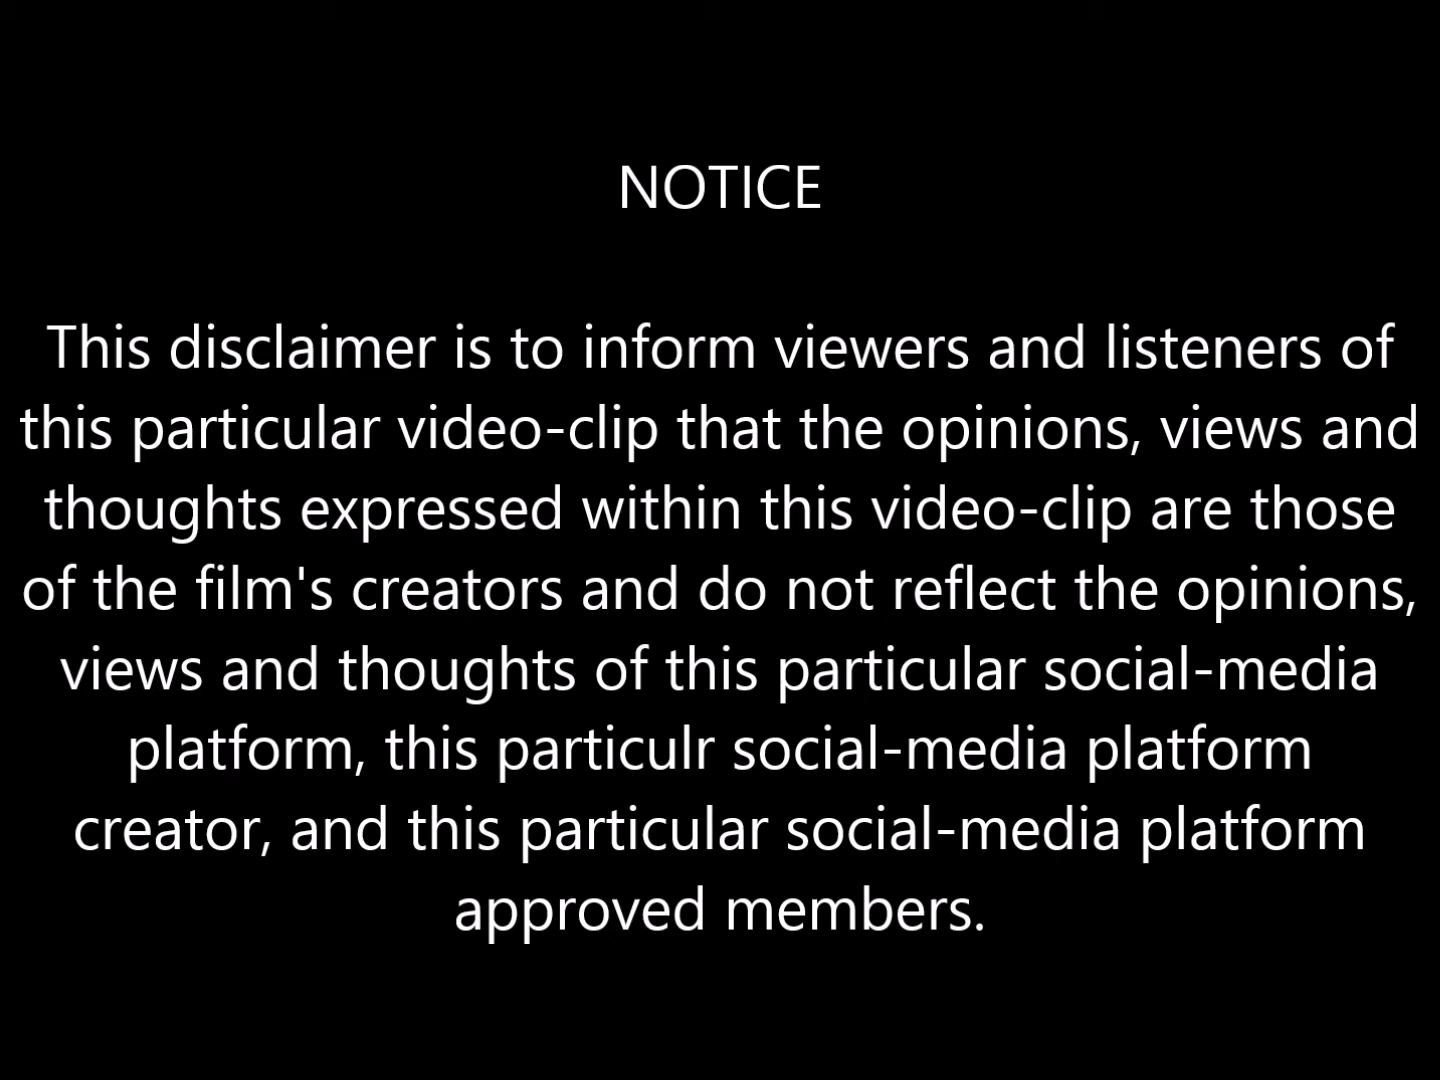 NOTICE
This disclaimer is to inform viewers and listeners of
this particular video-clip that the opinions, views and
thoughts expressed within this video-clip are those
of the film's creators and do not reflect the opinions,
views and thoughts of this particular social-media
platform, this particulr social-media platform
creator, and this particular social-media platform
approved members.